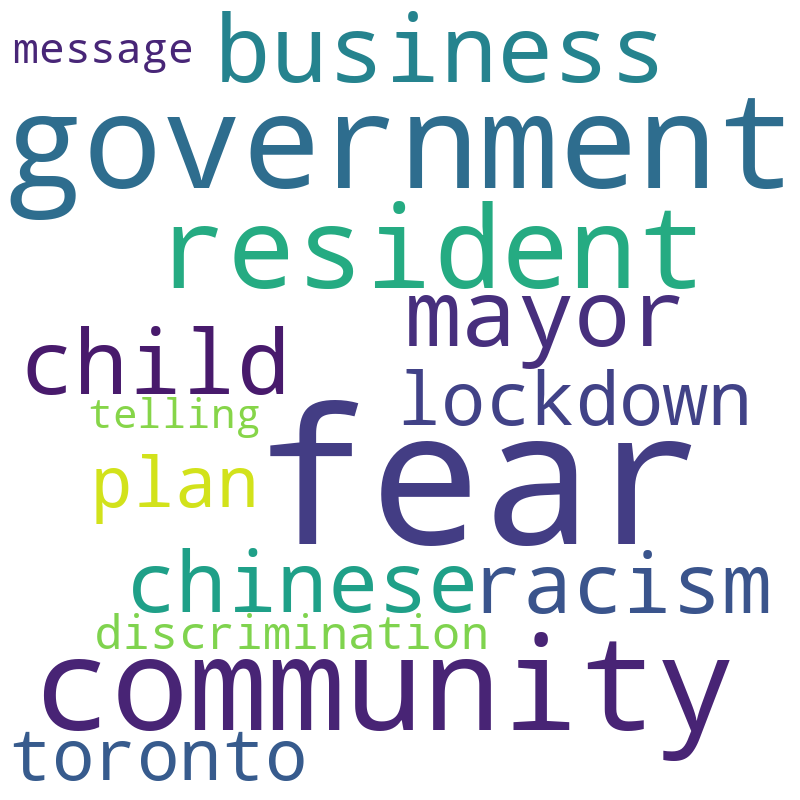 message business
government
resident
mayor
child
lockdown
telling
fear
plan
chinese racism
discrimination
community
toronto